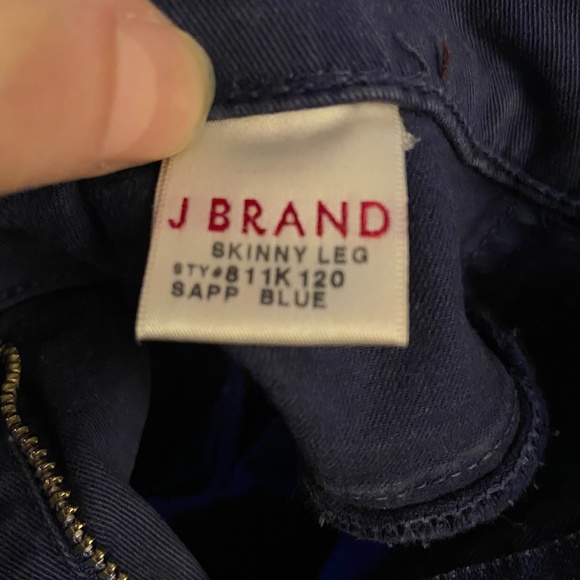 J BRAND
SKINNY LEG
STY#811K120
SAPP BLUE